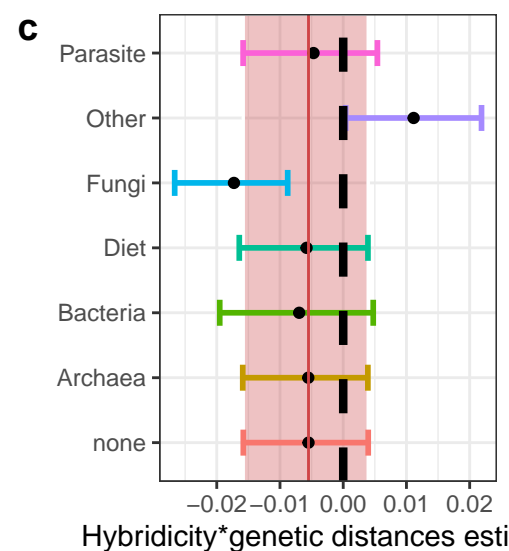 c
Parasite
Other
Fungi
Diet
Bacteria
Archaea
none
−0.02 −0.01 0.00 0.01 0.02
Hybridicity*genetic distances esti